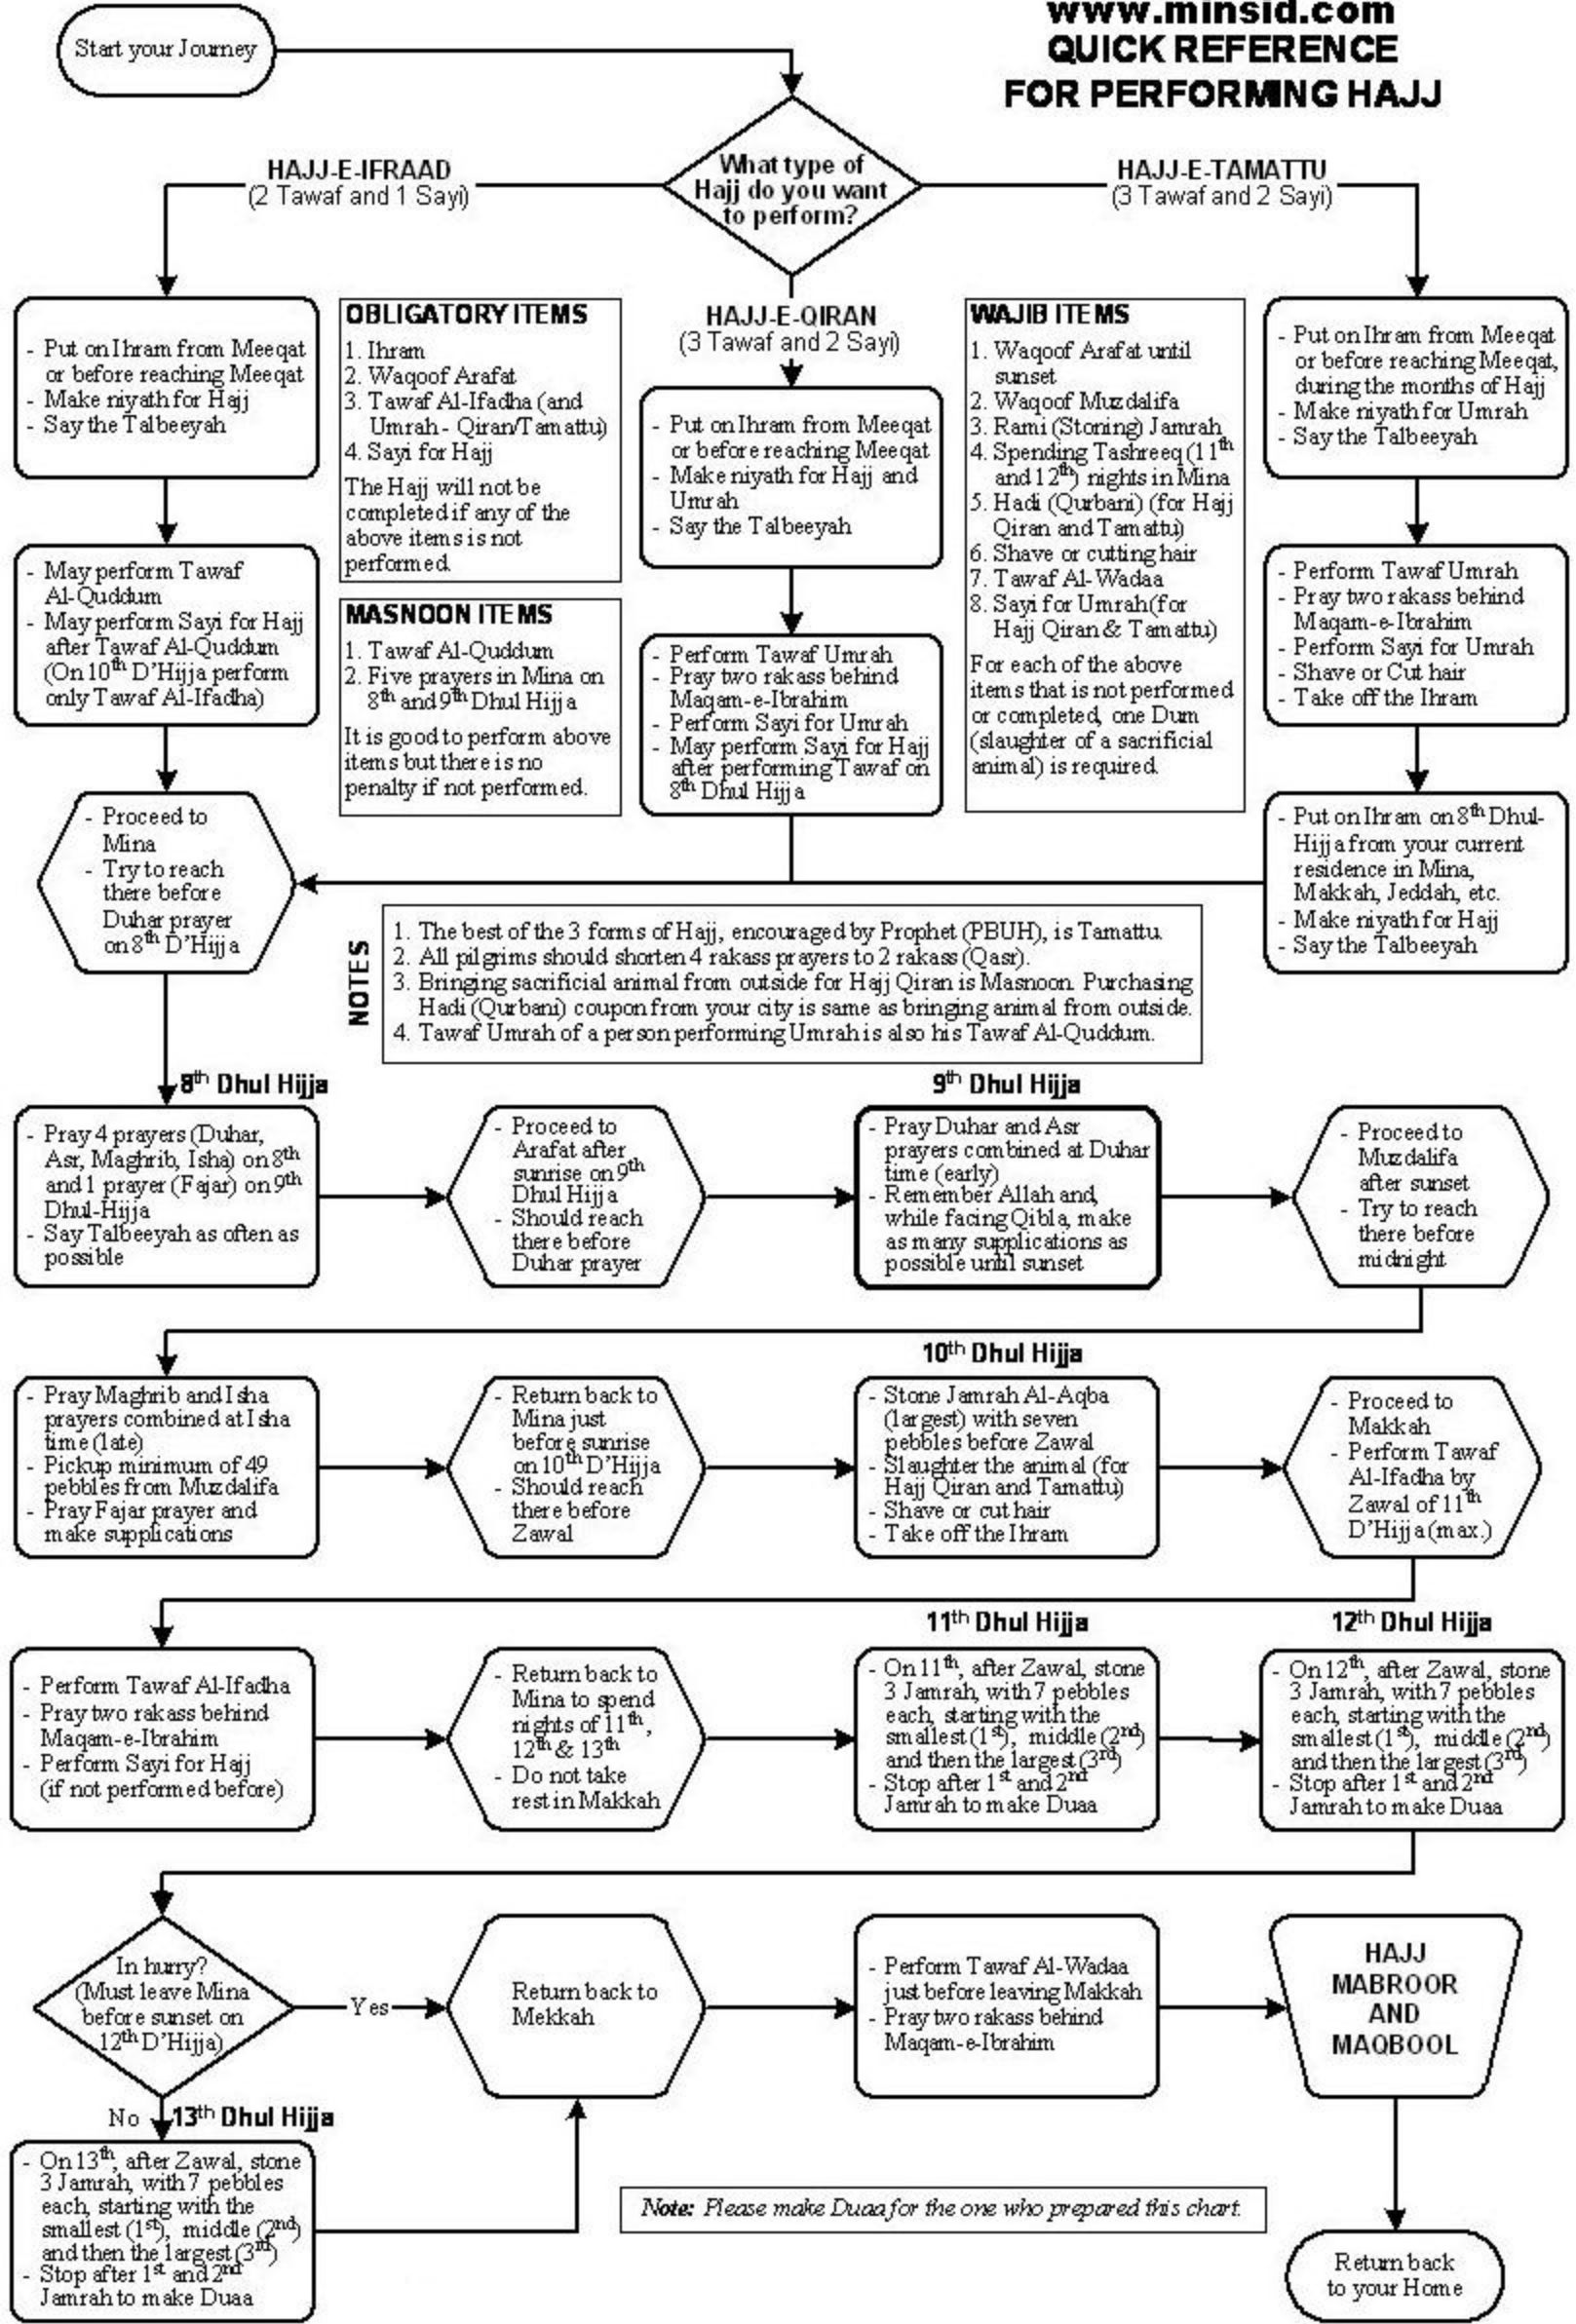 www.minsid.com
QUICK REFERENCE
FOR PERFORMING HAJJ
Start your Journey
What type of
Hajj do you want
to perform?
HAJJ-E-IFRAAD
(2 Tawaf and 1 Sayi)
HAJJ-E-TAMATTU
(3 Tawaf and 2 Sayi)
- Put on Ihram from Meeqat
or before reaching Meeqat
- Make niyath for Hajj
- Say the Talbeeyah
OBLIGATORY ITEMS
1. Ihram
2. Waqoof Arafat
3. Tawaf Al-Ifadha (and
Umrah - Qiran/Tamattu)
4. Sayi for Hajj
The Hajj will not be
completed if any of the
above items is not
performed.
HAJJ-E-QIRAN
(3 Tawaf and 2 Sayi)
- Put on Ihram from Meeqat
or before reaching Meeqat
- Make niyath for Hajj and
Umrah
- Say the Talbeeyah
WAJIB ITEMS
1. Waqoof Arafat until
sunset
2. Waqoof Muzdalifa
3. Rami (Stoning) Jamrah
4. Spending Tashreeq (11th
and 12th) nights in Mina
5. Hadi (Qurbani) (for Hajj
Qiran and Tamattu)
6. Shave or cutting hair
7. Tawaf Al-Wadaa
8. Sayi for Umrah(for
Hajj Qiran & Tamattu)
For each of the above
items that is not performed
or completed, one Dum
(slaughter of a sacrificial
animal) is required.
- Put on Ihram from Meeqat
or before reaching Meeqat,
during the months of Hajj
- Make niyath for Umrah
- Say the Talbeeyah
- May perform Tawaf
Al-Quddum
- May perform Sayi for Hajj
after Tawaf Al-Quddum
(On 10th D'Hijja perform
only Tawaf Al-Ifadha)
MASNOON ITEMS
1. Tawaf Al-Quddum
2. Five prayers in Mina on
8th and 9th Dhul Hijja
It is good to perform above
items but there is no
penalty if not performed.
- Perform Tawaf Umrah
- Pray two rakass behind
Maqam-e-Ibrahim
- Perform Sayi for Umrah
- May perform Sayi for Hajj
after performing Tawaf on
8th Dhul Hijja
- Perform Tawaf Umrah
- Pray two rakass behind
Maqam-e-Ibrahim
- Perform Sayi for Umrah
- Shave or Cut hair
- Take off the Ihram
- Proceed to
Mina
- Try to reach
there before
Duhar prayer
on 8th D'Hijja
- Put on Ihram on 8th Dhul-
Hijja from your current
residence in Mina,
Makkah, Jeddah, etc.
- Make niyath for Hajj
- Say the Talbeeyah
NOTES
1. The best of the 3 forms of Hajj, encouraged by Prophet (PBUH), is Tamattu.
2. All pilgrims should shorten 4 rakass prayers to 2 rakass (Qasr).
3. Bringing sacrificial animal from outside for Hajj Qiran is Masnoon. Purchasing
Hadi (Qurbani) coupon from your city is same as bringing animal from outside.
4. Tawaf Umrah of a person performing Umrah is also his Tawaf Al-Quddum.
8th Dhul Hijja
- Pray 4 prayers (Duhar,
Asr, Maghrib, Isha) on 8th
and 1 prayer (Fajar) on 9th
Dhul-Hijja
- Say Talbeeyah as often as
possible
- Proceed to
Arafat after
sunrise on 9th
Dhul Hijja
- Should reach
there before
Duhar prayer
9th Dhul Hijja
- Pray Duhar and Asr
prayers combined at Duhar
time (early)
- Remember Allah and,
while facing Qibla, make
as many supplications as
possible until sunset
- Proceed to
Muzdalifa
after sunset
- Try to reach
there before
midnight
- Pray Maghrib and Isha
prayers combined at Isha
time (late)
- Pickup minimum of 49
pebbles from Muzdalifa
- Pray Fajar prayer and
make supplications
- Return back to
Mina just
before sunrise
on 10th D'Hijja
- Should reach
there before
Zawal
10th Dhul Hijja
- Stone Jamrah Al-Aqba
(largest) with seven
pebbles before Zawal
- Slaughter the animal (for
Hajj Qiran and Tamattu)
- Shave or cut hair
- Take off the Ihram
- Proceed to
Makkah
- Perform Tawaf
Al-Ifadha by
Zawal of 11th
D'Hijja (max.)
- Perform Tawaf Al-Ifadha
- Pray two rakass behind
Maqam-e-Ibrahim
- Perform Sayi for Hajj
(if not performed before)
- Return back to
Mina to spend
nights of 11th,
12th & 13th
- Do not take
rest in Makkah
11th Dhul Hijja
- On 11th, after Zawal, stone
3 Jamrah, with 7 pebbles
each, starting with the
smallest (1st), middle (2nd)
and then the largest (3rd)
- Stop after 1st and 2nd
Jamrah to make Duaa
12th Dhul Hijja
- On 12th, after Zawal, stone
3 Jamrah, with 7 pebbles
each, starting with the
smallest (1st), middle (2nd)
and then the largest (3rd)
- Stop after 1st and 2nd
Jamrah to make Duaa
In hurry?
(Must leave Mina
before sunset on
12th D'Hijja)
Yes
Return back to
Mekkah
- Perform Tawaf Al-Wadaa
just before leaving Makkah
- Pray two rakass behind
Maqam-e-Ibrahim
HAJJ
MABROOR
AND
MAQBOOL
No
13th Dhul Hijja
- On 13th, after Zawal, stone
3 Jamrah, with 7 pebbles
each, starting with the
smallest (1st), middle (2nd)
and then the largest (3rd)
- Stop after 1st and 2nd
Jamrah to make Duaa
Note: Please make Duaa for the one who prepared this chart.
Return back
to your Home